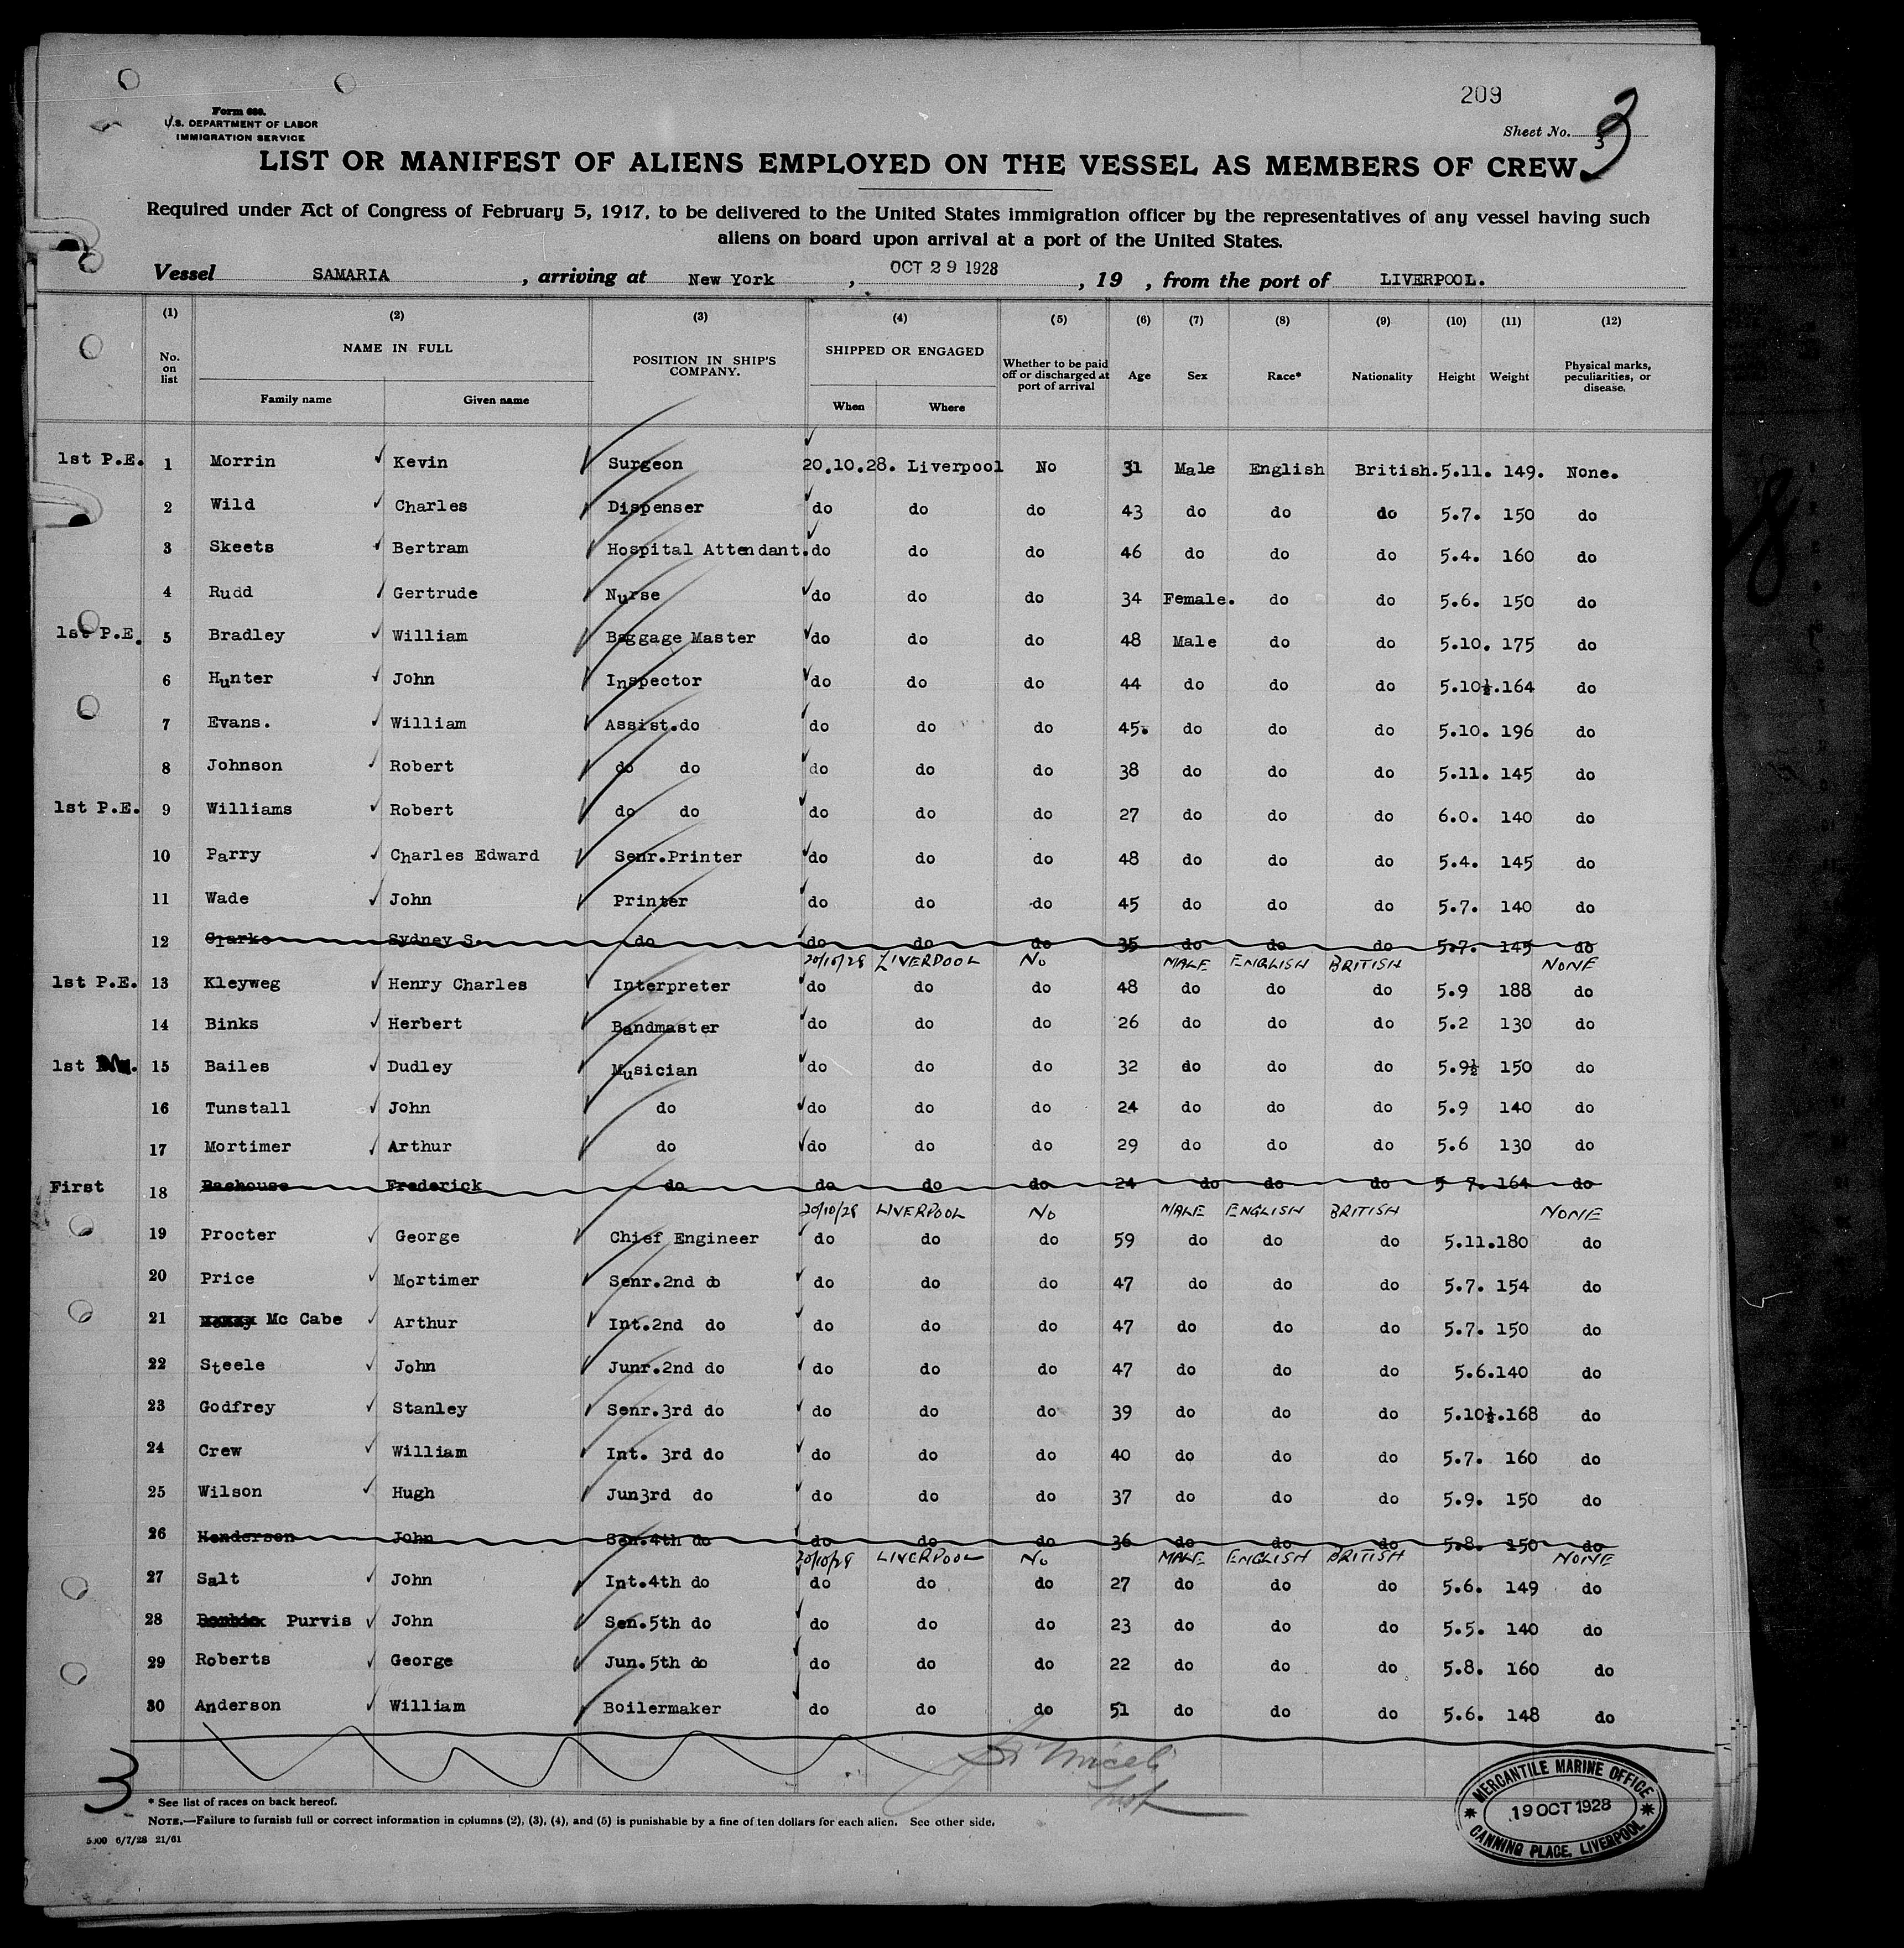 209
Form 680.
U.S. DEPARTMENT OF LABOR
IMMIGRATION SERVICE
Sheet No. 3
LIST OR MANIFEST OF ALIENS EMPLOYED ON THE VESSEL AS MEMBERS OF CREW
Required under Act of Congress of February 5, 1917, to be delivered to the United States immigration officer by the representatives of any vessel having such
aliens on board upon arrival at a port of the United States.
Vessel SAMARIA , arriving at New York , OCT 29 1928 , 19 , from the port of LIVERPOOL.
(1) (2) (3) (4) (5) (6) (7) (8) (9) (10) (11) (12)
No. on list NAME IN FULL POSITION IN SHIP'S COMPANY. SHIPPED OR ENGAGED Whether to be paid off or discharged at port of arrival Age Sex Race* Nationality Height Weight Physical marks, peculiarities, or disease.
Family name Given name When Where
1st P.E. 1 Morrin Kevin Surgeon 20.10.28. Liverpool No 31 Male English British. 5.11. 149. None.
2 Wild Charles Dispenser do do do 43 do do do 5.7. 150 do
3 Skeets Bertram Hospital Attendant. do do do 46 do do do 5.4. 160 do
4 Rudd Gertrude Nurse do do do 34 Female. do do 5.6. 150 do
1st P.E. 5 Bradley William Baggage Master do do do 48 Male do do 5.10. 175 do
6 Hunter John Inspector do do do 44 do do do 5.10½. 164 do
7 Evans. William Assist.do do do do 45. do do do 5.10. 196 do
8 Johnson Robert do do do do do 38 do do do 5.11. 145 do
1st P.E. 9 Williams Robert do do do do do 27 do do do 6.0. 140 do
10 Parry Charles Edward Senr.Printer do do do 48 do do do 5.4. 145 do
11 Wade John Printer do do do 45 do do do 5.7. 140 do
12 Clarke Sydney S. do do do do 35 do do do 5.7. 145 do
20/10/28 LIVERPOOL No MALE ENGLISH BRITISH NONE
1st P.E. 13 Kleyweg Henry Charles Interpreter do do do 48 do do do 5.9 188 do
14 Binks Herbert Bandmaster do do do 26 do do do 5.2 130 do
1st 15 Bailes Dudley Musician do do do 32 do do do 5.9½ 150 do
16 Tunstall John do do do do 24 do do do 5.9 140 do
17 Mortimer Arthur do do do do 29 do do do 5.6 130 do
First 18 Bashouse Frederick do do do do 24 do do do 5 7. 164 do
20/10/28 LIVERPOOL No MALE ENGLISH BRITISH NONE
19 Procter George Chief Engineer do do do 59 do do do 5.11. 180 do
20 Price Mortimer Senr.2nd do do do do 47 do do do 5.7. 154 do
21 Mc Cabe Arthur Int.2nd do do do do 47 do do do 5.7. 150 do
22 Steele John Junr.2nd do do do do 47 do do do 5.6. 140 do
23 Godfrey Stanley Senr.3rd do do do do 39 do do do 5.10½. 168 do
24 Crew William Int. 3rd do do do do 40 do do do 5.7. 160 do
25 Wilson Hugh Jun3rd do do do do 37 do do do 5.9. 150 do
26 Henderson John Sen.4th do do do do 36 do do do 5.8. 150 do
20/10/28 LIVERPOOL No MALE ENGLISH BRITISH NONE
27 Salt John Int.4th do do do do 27 do do do 5.6. 149 do
28 Purvis John Sen.5th do do do do 23 do do do 5.5. 140 do
29 Roberts George Jun.5th do do do do 22 do do do 5.8. 160 do
30 Anderson William Boilermaker do do do 51 do do do 5.6. 148 do
3
* See list of races on back hereof.
NOTE.—Failure to furnish full or correct information in columns (2), (3), (4), and (5) is punishable by a fine of ten dollars for each alien. See other side.
5000 6/7/28 21/61
MERCANTILE MARINE OFFICE
19 OCT 1928
CANNING PLACE, LIVERPOOL